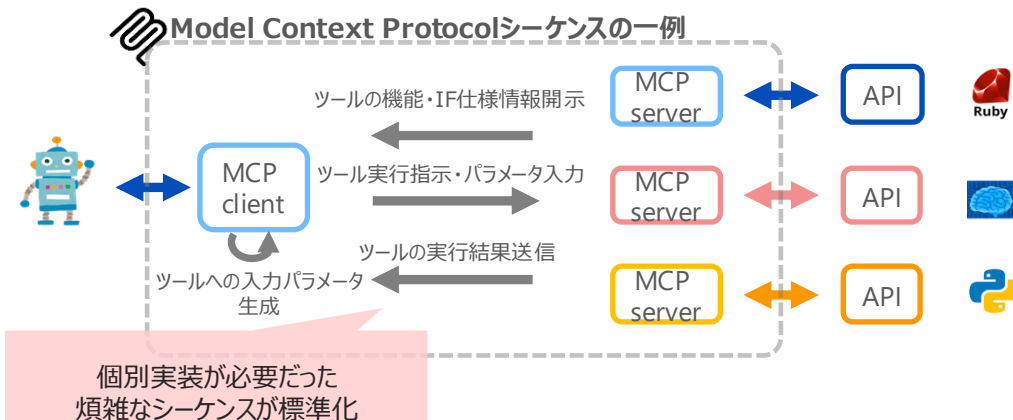 Model Context Protocolシーケンスの一例
ツールの機能・IF仕様情報開示
MCP
server
API
Ruby
MCP
client
ツール実行指示・パラメータ入力
MCP
server
API
ツールの実行結果送信
ツールへの入力パラメータ
生成
MCP
server
API
個別実装が必要だった
煩雑なシーケンスが標準化